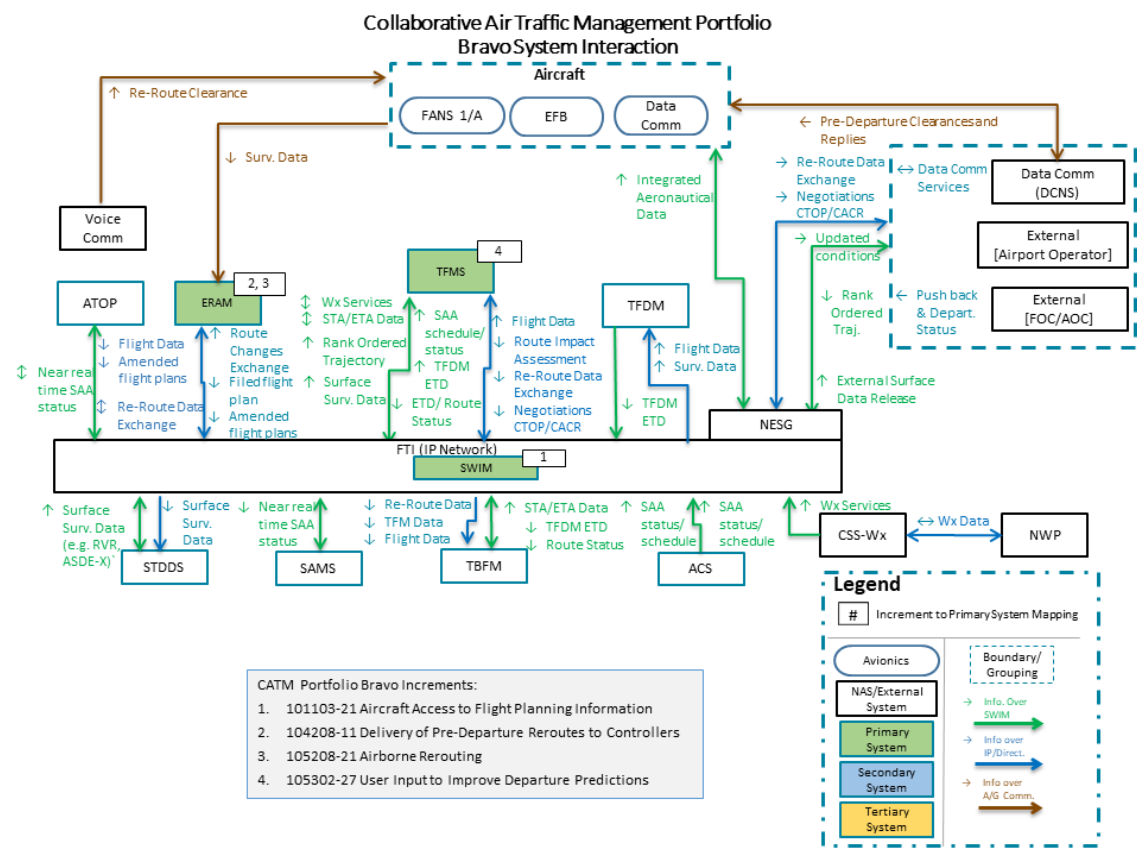 Collaborative Air Traffic Management Portfolio
Bravo System Interaction
Aircraft
FANS 1/A
EFB
Data
Comm
↑ Re-Route Clearance
↓ Surv. Data
← Pre-Departure Clearances and
Replies
↑ Integrated
Aeronautical
Data
→ Re-Route Data
Exchange
→ Negotiations
CTOP/CACR
→ Updated
conditions
↔ Data Comm
Services
Data Comm
(DCNS)
External
[Airport Operator]
External
[FOC/AOC]
← Push back
& Depart.
Status
↓ Rank
Ordered
Traj.
↑ External Surface
Data Release
Voice
Comm
ATOP
2, 3
ERAM
4
TFMS
TFDM
↕ Near real
time SAA
status
↓ Flight Data
↓ Amended
flight plans
↕ Re-Route Data
Exchange
↑ Route
Changes
Exchange
↓ Filed flight
plan
↓ Amended
flight plans
↕ Wx Services
↕ STA/ETA Data
↑ Rank Ordered
Trajectory
↑ Surface
Surv. Data
↑ SAA
schedule/
status
↑ TFDM
ETD
↓ ETD/ Route
Status
↑ Flight Data
↓ Route Impact
Assessment
↓ Re-Route Data
Exchange
↓ Negotiations
CTOP/CACR
↓ TFDM
ETD
↑ Flight Data
↑ Surv. Data
NESG
FTI (IP Network)
SWIM
1
↑ Surface
Surv. Data
(e.g. RVR,
ASDE-X)`
↓ Surface
Surv.
Data
↓ Near real
time SAA
status
↓ Re-Route Data
↓ TFM Data
↓ Flight Data
↑ STA/ETA Data
↓ TFDM ETD
↓ Route Status
↑ SAA
status/
schedule
↑ SAA
status/
schedule
↑ Wx Services
↔ Wx Data
STDDS
SAMS
TBFM
ACS
CSS-Wx
NWP
CATM Portfolio Bravo Increments:
1. 101103-21 Aircraft Access to Flight Planning Information
2. 104208-11 Delivery of Pre-Departure Reroutes to Controllers
3. 105208-21 Airborne Rerouting
4. 105302-27 User Input to Improve Departure Predictions
Legend
# Increment to Primary System Mapping
Avionics
NAS/External
System
Primary
System
Secondary
System
Tertiary
System
Boundary/
Grouping
→ Info. Over
SWIM
→ Info over
IP/Direct.
→ Info over
A/G Comm.